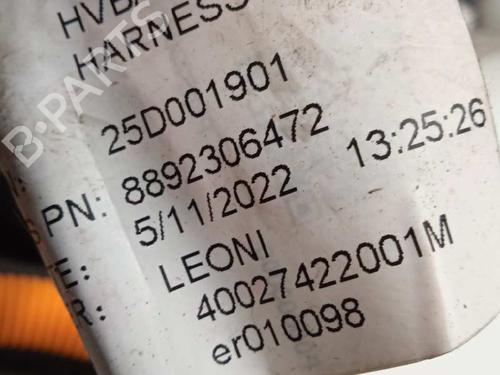 HARNESS
25D001901
PN: 8892306472
5/11/2022 13:25:26
LEONI
40027422001M
er010098
B-PARTS